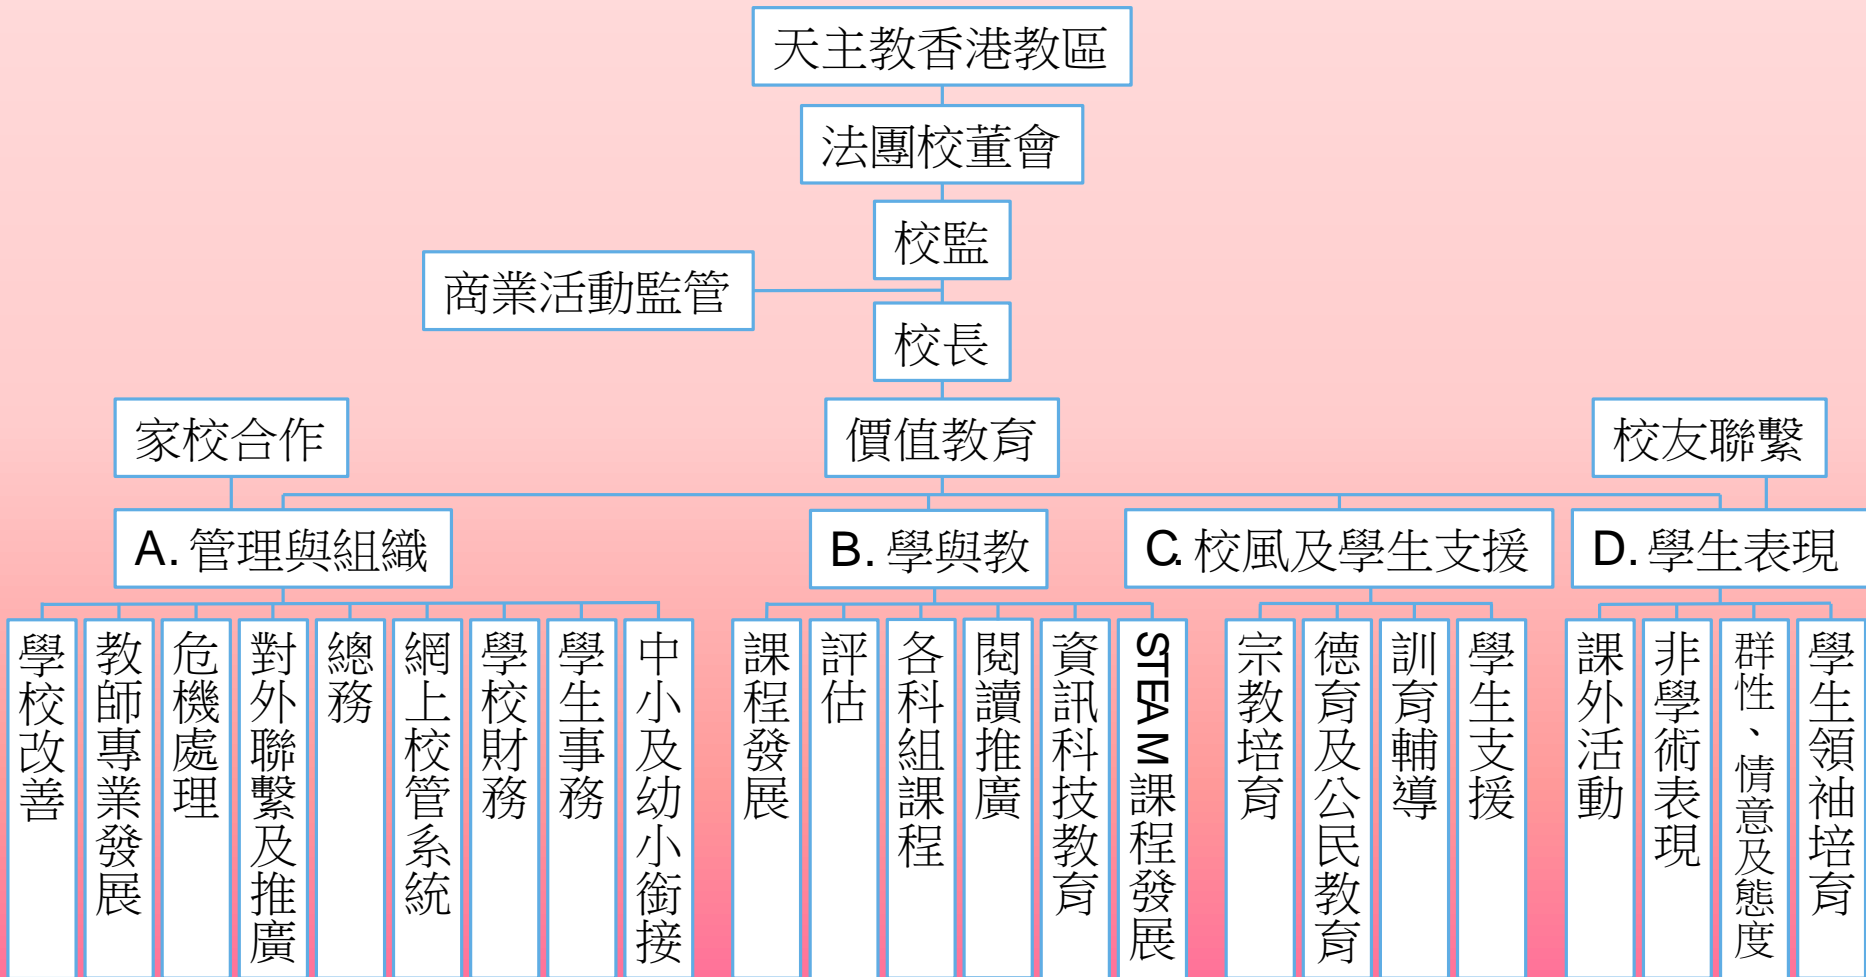 天主教香港教區
法團校董會
校監
商業活動監管
校長
家校合作
價值教育
校友聯繫
A. 管理與組織
B. 學與教
C. 校風及學生支援
D. 學生表現
學校改善
教師專業發展
危機處理
對外聯繫及推廣
總務
網上校管系統
學校財務
學生事務
中小及幼小銜接
課程發展
評估
各科組課程
閱讀推廣
資訊科技教育
STEAM課程發展
宗教培育
德育及公民教育
訓育輔導
學生支援
課外活動
非學術表現
群性、情意及態度
學生領袖培育